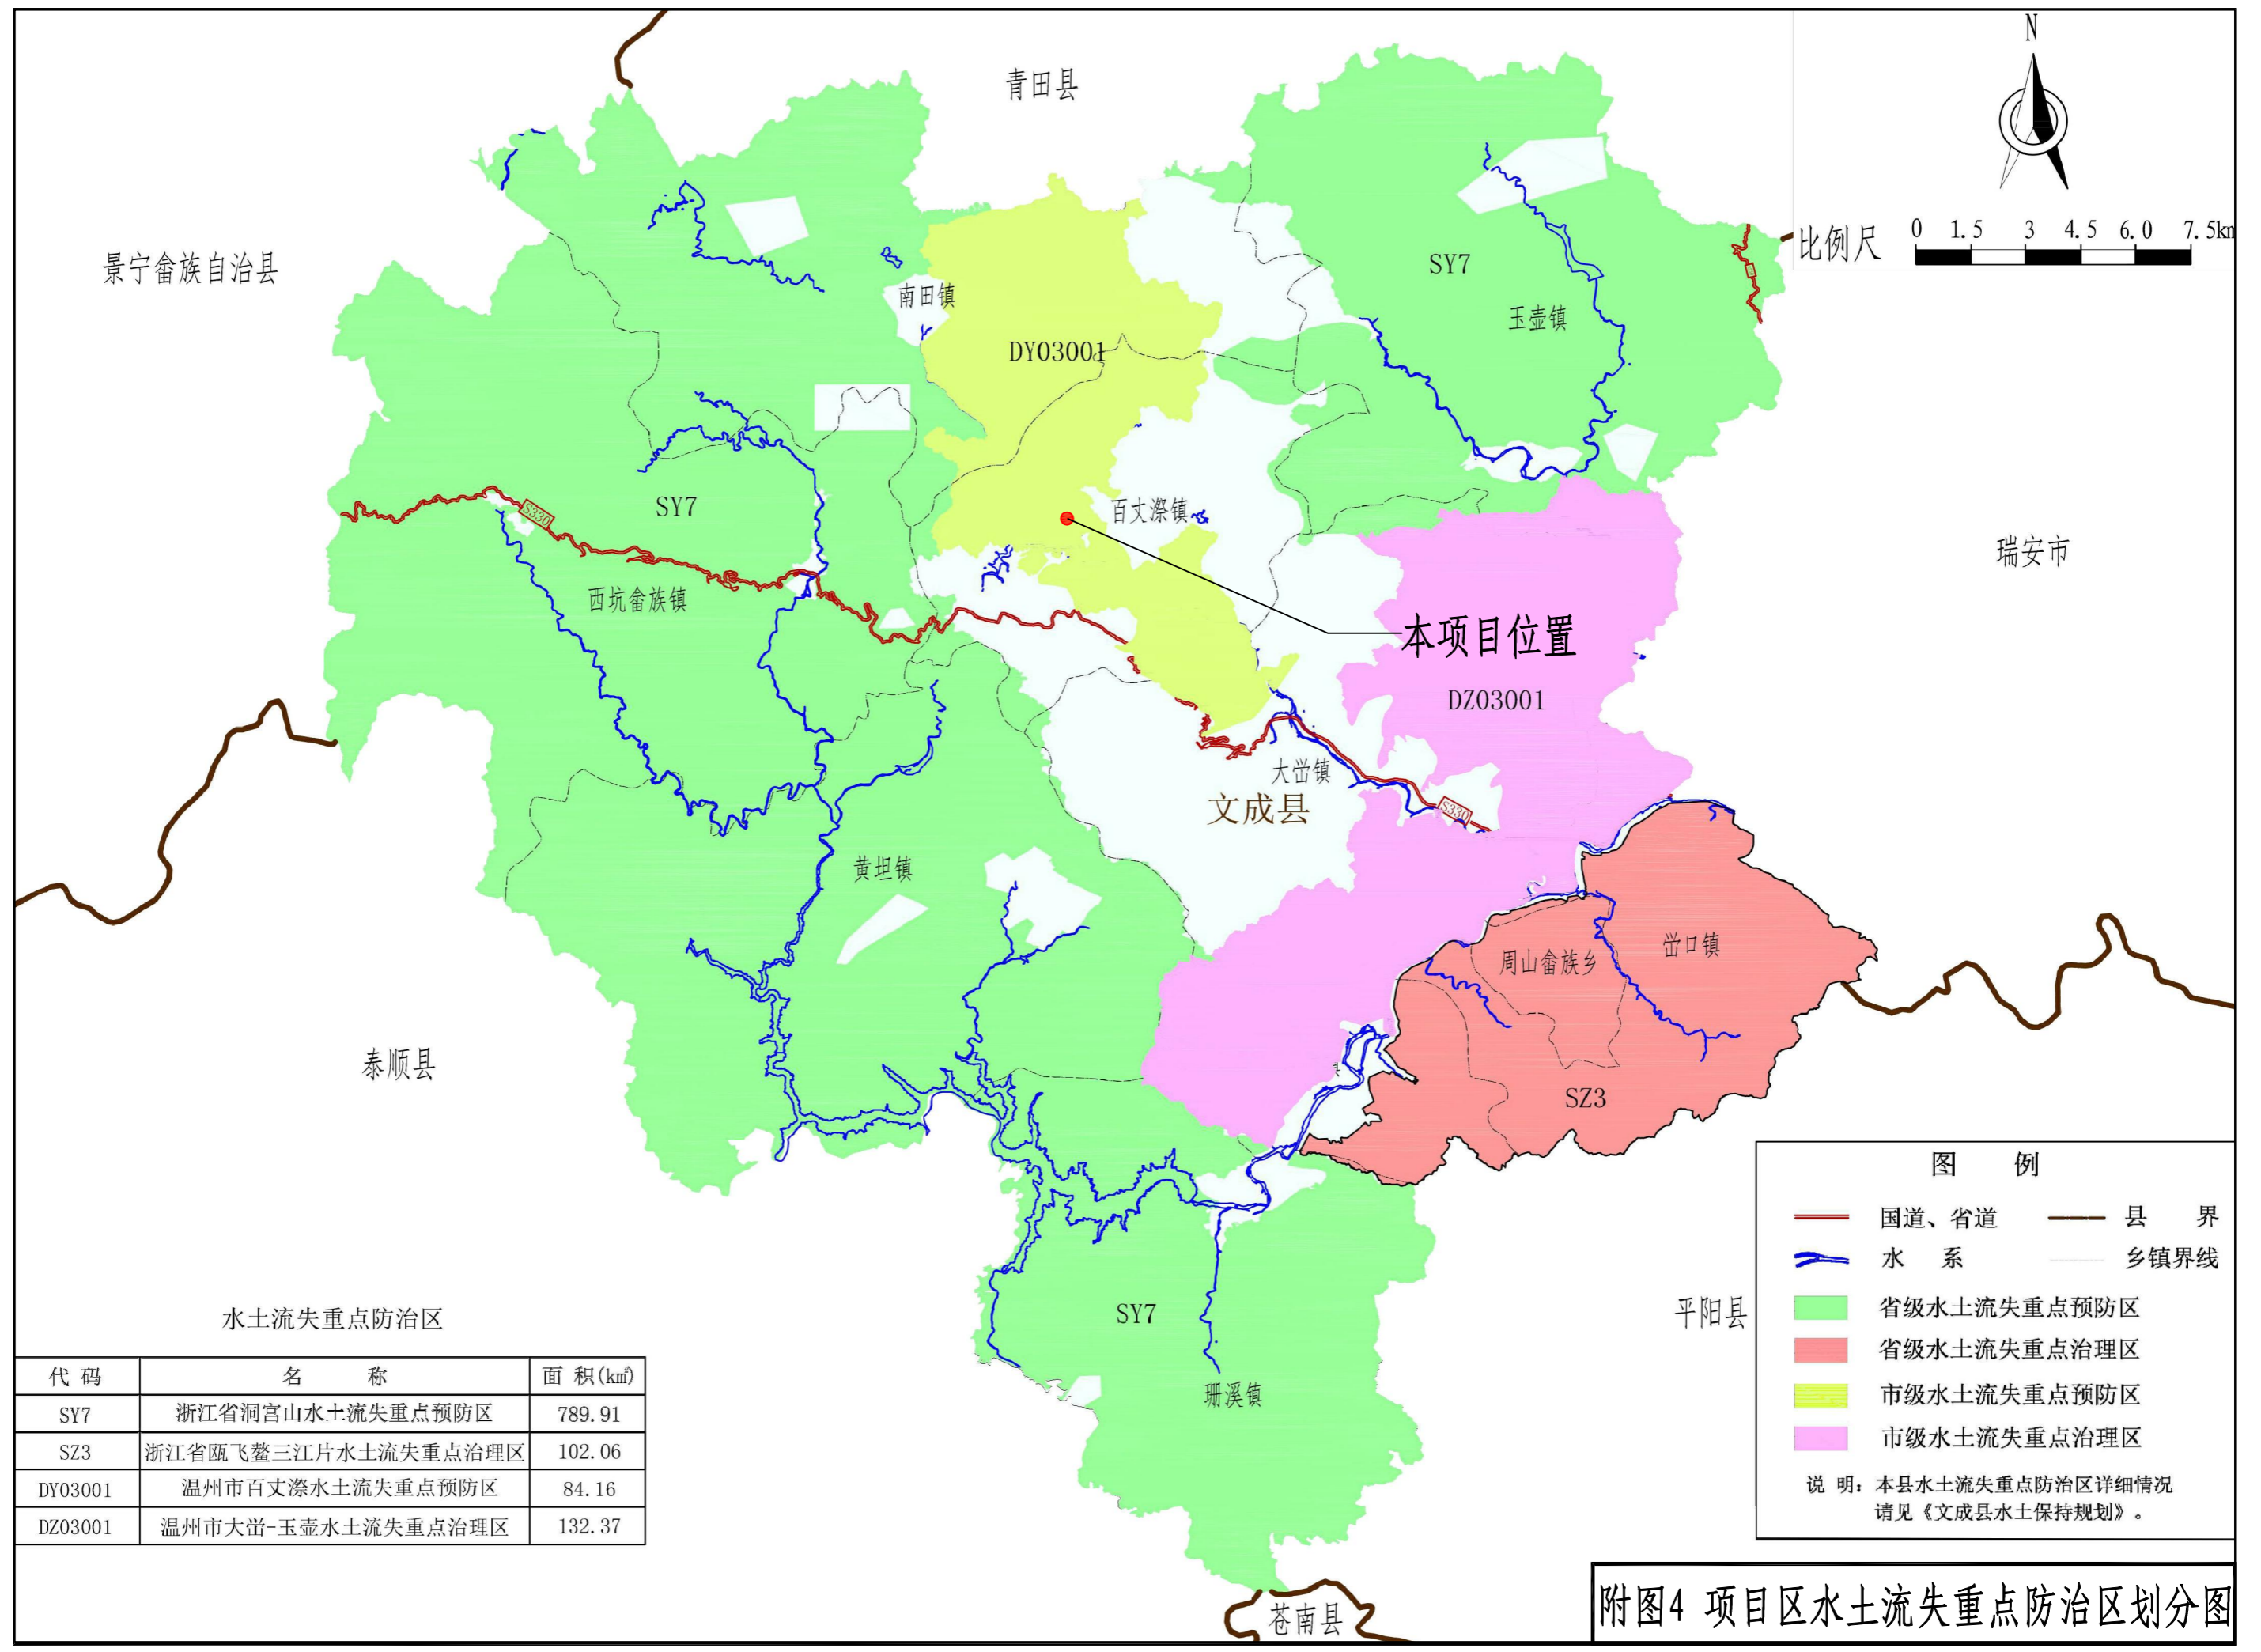 N
比例尺
0 1.5 3 4.5 6.0 7.5km
青田县
景宁畲族自治县
SY7
玉壶镇
南田镇
DY03001
SY7
S330
百丈漈镇
瑞安市
西坑畲族镇
本项目位置
DZ03001
大峃镇
文成县
S330
黄坦镇
周山畲族乡
峃口镇
泰顺县
SZ3
SY7
珊溪镇
平阳县
苍南县
图 例
国道、省道
县 界
水 系
乡镇界线
省级水土流失重点预防区
省级水土流失重点治理区
市级水土流失重点预防区
市级水土流失重点治理区
说 明：本县水土流失重点防治区详细情况
请见《文成县水土保持规划》。
水土流失重点防治区
代 码 名 称 面 积(km²)
SY7 浙江省洞宫山水土流失重点预防区 789.91
SZ3 浙江省瓯飞鳌三江片水土流失重点治理区 102.06
DY03001 温州市百丈漈水土流失重点预防区 84.16
DZ03001 温州市大峃-玉壶水土流失重点治理区 132.37
附图4 项目区水土流失重点防治区划分图